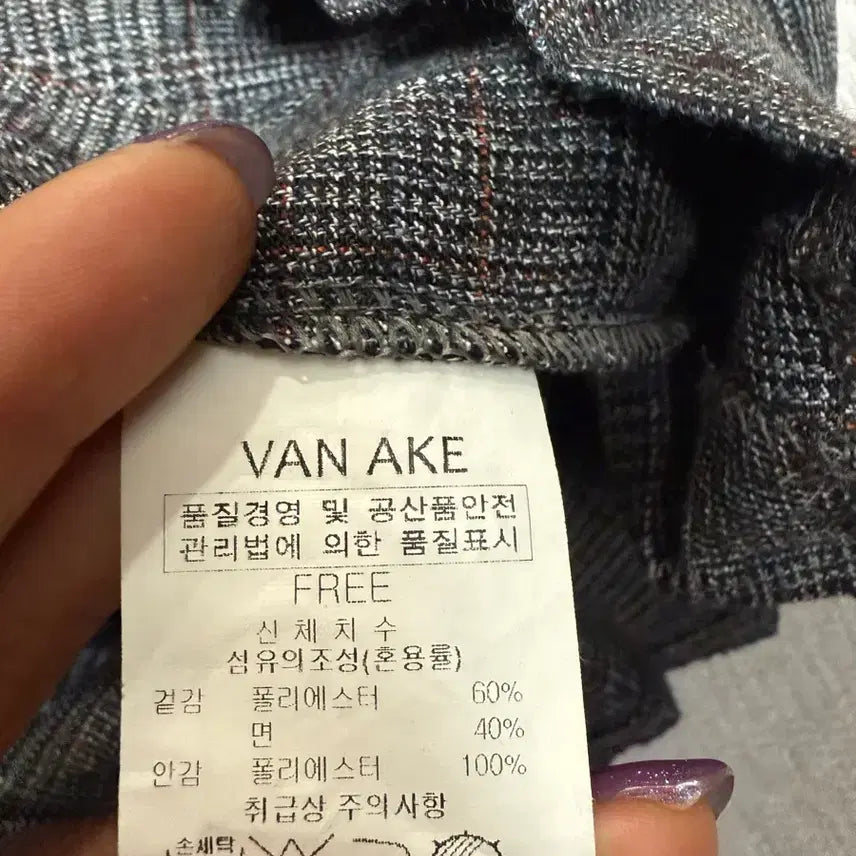 VAN AKE
품질경영 및 공산품안전
관리법에 의한 품질표시
FREE
신 체 치 수
섬유의조성(혼용률)
겉감 폴리에스터 60%
면 40%
안감 폴리에스터 100%
취급상 주의사항
손세탁